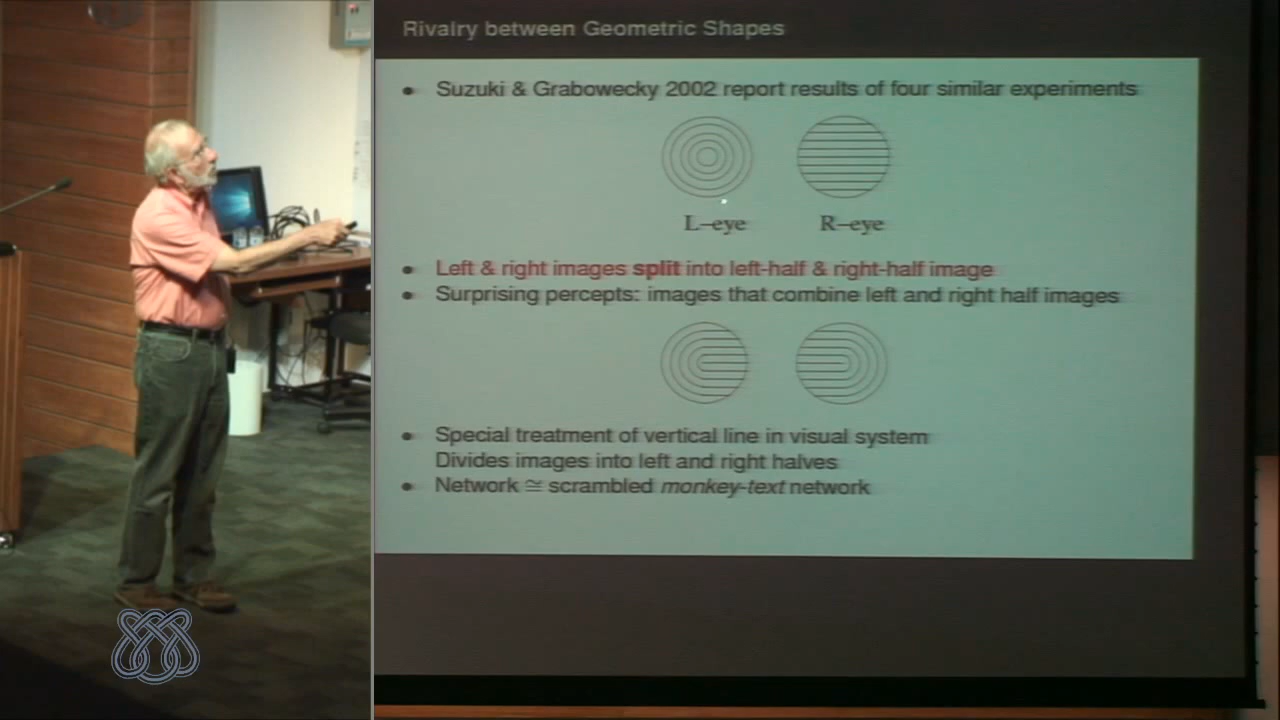 Rivalry between Geometric Shapes
• Suzuki & Grabowecky 2002 report results of four similar experiments
L–eye R–eye
• Left & right images split into left-half & right-half image
• Surprising percepts: images that combine left and right half images
• Special treatment of vertical line in visual system
Divides images into left and right halves
• Network ≅ scrambled monkey-text network